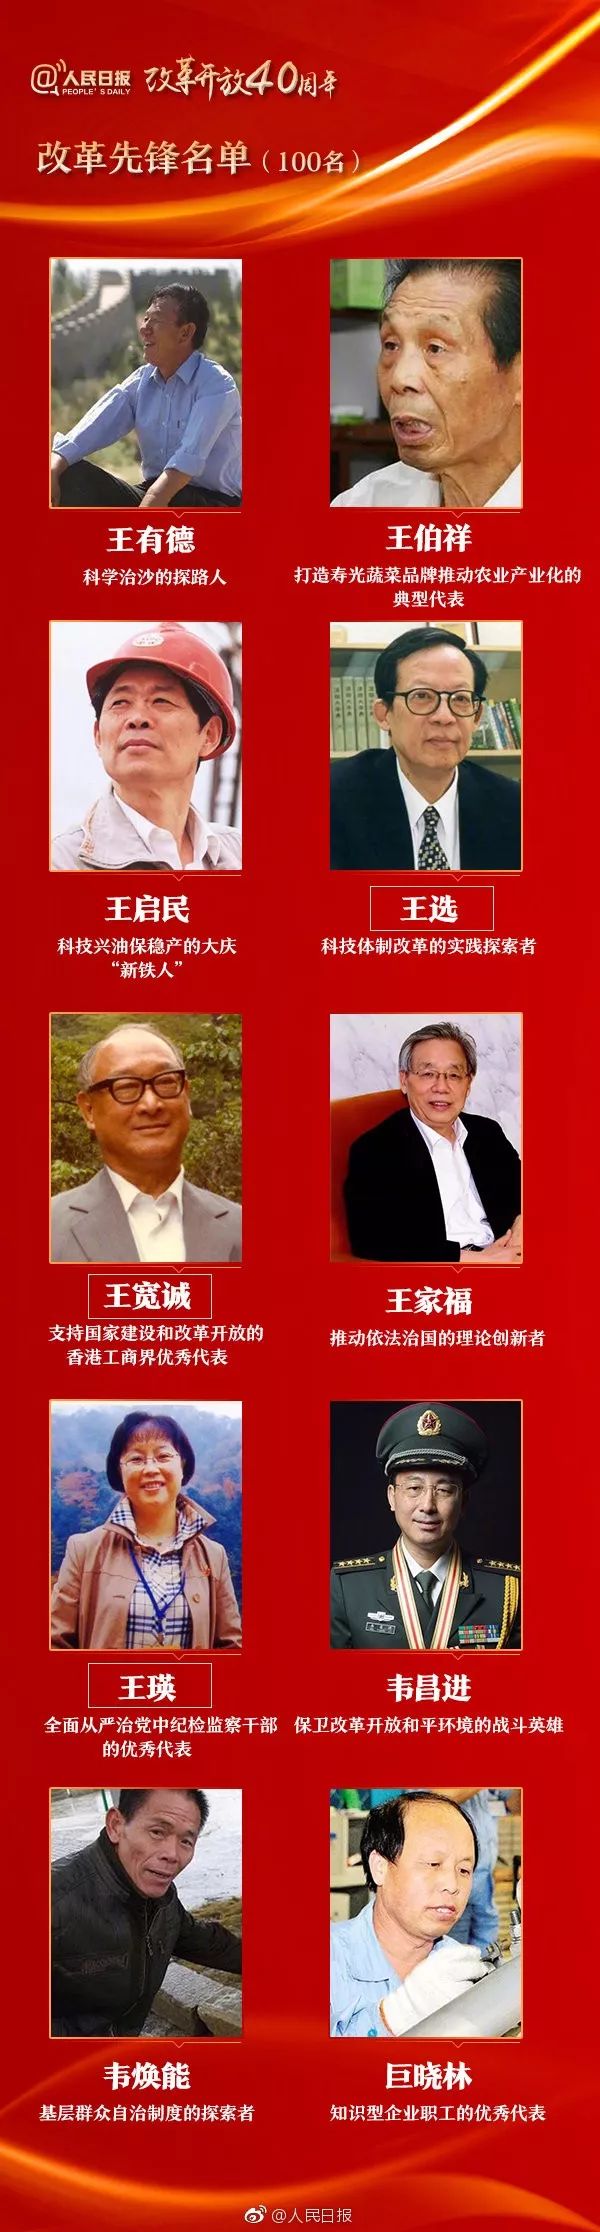 @人民日报 改革开放40周年
PEOPLE'S DAILY
改革先锋名单（100名）
王有德
科学治沙的探路人
王伯祥
打造寿光蔬菜品牌推动农业产业化的
典型代表
王启民
科技兴油保稳产的大庆
“新铁人”
王选
科技体制改革的实践探索者
王宽诚
支持国家建设和改革开放的
香港工商界优秀代表
王家福
推动依法治国的理论创新者
王瑛
全面从严治党中纪检监察干部
的优秀代表
韦昌进
保卫改革开放和平环境的战斗英雄
韦焕能
基层群众自治制度的探索者
巨晓林
知识型企业职工的优秀代表
@人民日报